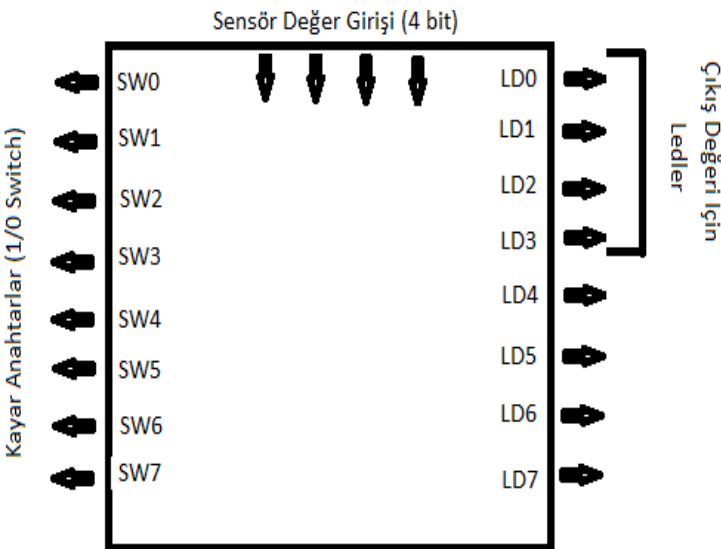 Sensör Değer Girişi (4 bit)
Kayar Anahtarlar (1/0 Switch)
SW0
SW1
SW2
SW3
SW4
SW5
SW6
SW7
LD0
LD1
LD2
LD3
LD4
LD5
LD6
LD7
Çıkış Değeri İçin
Ledler